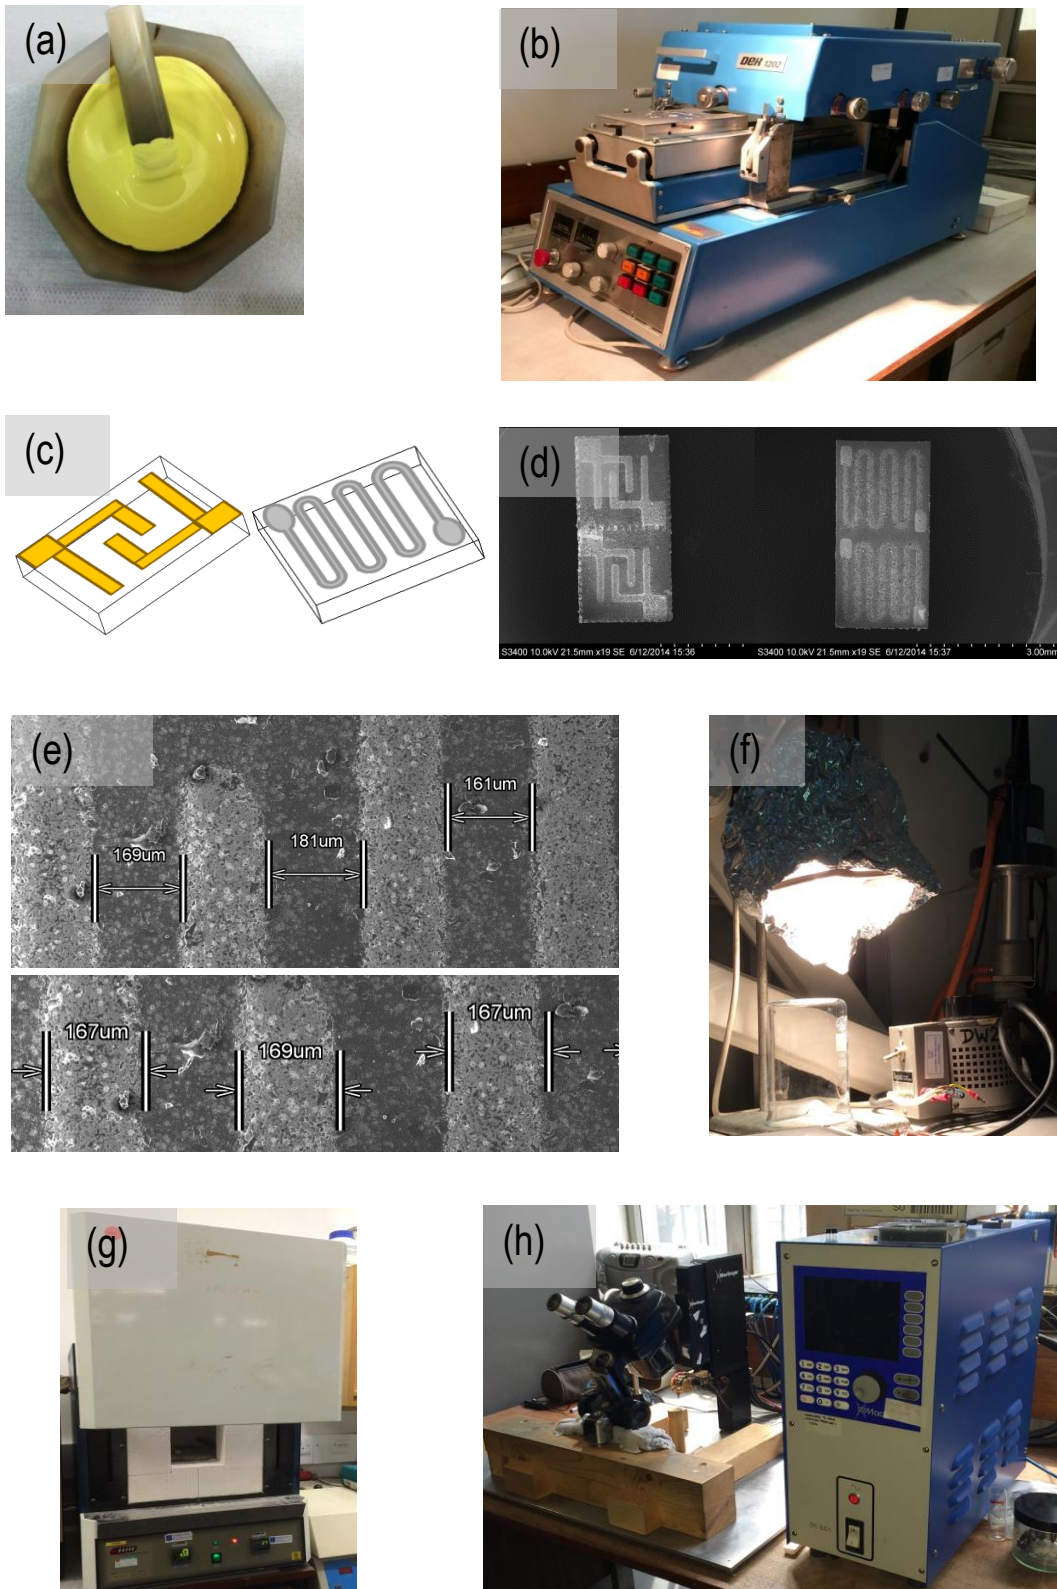 (a)
(b)
DEK 1202
(c)
(d)
S3400 10.0kV 21.5mm x19 SE 6/12/2014 15:36
S3400 10.0kV 21.5mm x19 SE 6/12/2014 15:37
3.00mm
(e)
169um
181um
161um
167um
169um
167um
(f)
DW2
(g)
(h)